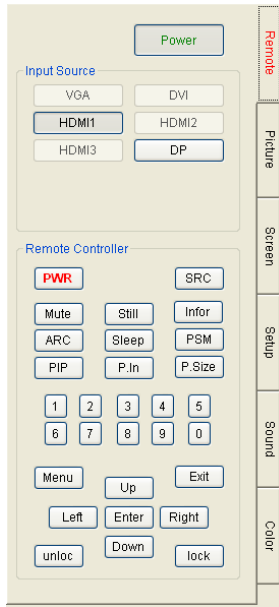 Power
Input Source
VGA DVI
HDMI1 HDMI2
HDMI3 DP
Remote Controller
PWR SRC
Mute Still Infor
ARC Sleep PSM
PIP P.In P.Size
1 2 3 4 5
6 7 8 9 0
Menu Up Exit
Left Enter Right
unloc Down lock
Remote
Picture
Screen
Setup
Sound
Color